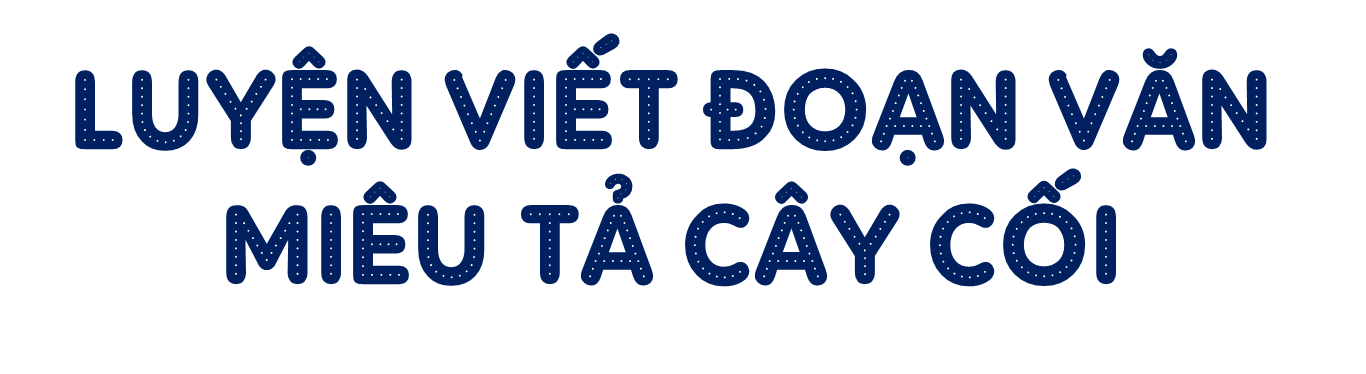 LUYỆN VIẾT ĐOẠN VĂN
MIÊU TẢ CÂY CỐI